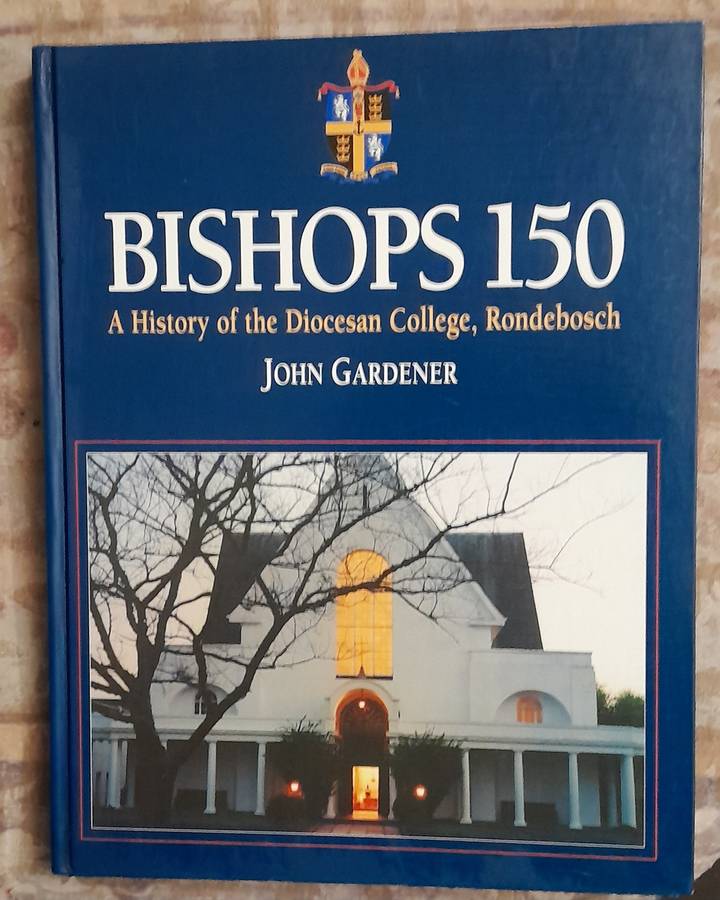 BISHOPS 150
A History of the Diocesan College, Rondebosch
JOHN GARDENER